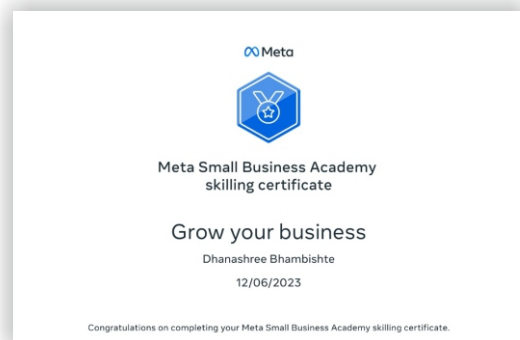 Meta
Meta Small Business Academy
skilling certificate
Grow your business
Dhanashree Bhambishte
12/06/2023
Congratulations on completing your Meta Small Business Academy skilling certificate.